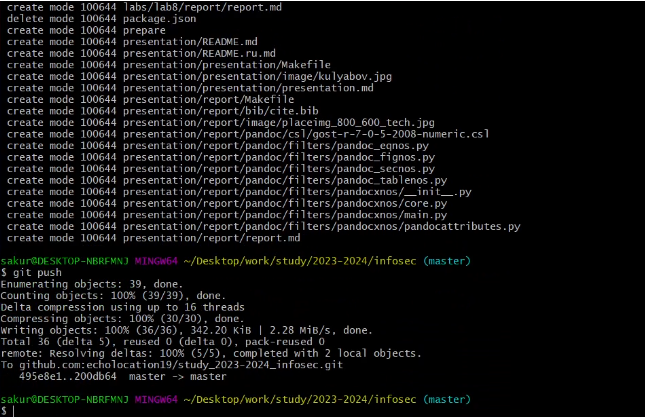 create mode 100644 labs/lab8/report/report.md
delete mode 100644 package.json
create mode 100644 prepare
create mode 100644 presentation/README.md
create mode 100644 presentation/README.ru.md
create mode 100644 presentation/presentation/Makefile
create mode 100644 presentation/presentation/image/kulyabov.jpg
create mode 100644 presentation/presentation/presentation.md
create mode 100644 presentation/report/Makefile
create mode 100644 presentation/report/bib/cite.bib
create mode 100644 presentation/report/image/placeimg_800_600_tech.jpg
create mode 100644 presentation/report/pandoc/csl/gost-r-7-0-5-2008-numeric.csl
create mode 100644 presentation/report/pandoc/filters/pandoc_eqnos.py
create mode 100644 presentation/report/pandoc/filters/pandoc_fignos.py
create mode 100644 presentation/report/pandoc/filters/pandoc_secnos.py
create mode 100644 presentation/report/pandoc/filters/pandoc_tablenos.py
create mode 100644 presentation/report/pandoc/filters/pandocxnos/__init__.py
create mode 100644 presentation/report/pandoc/filters/pandocxnos/core.py
create mode 100644 presentation/report/pandoc/filters/pandocxnos/main.py
create mode 100644 presentation/report/pandoc/filters/pandocxnos/pandocattributes.py
create mode 100644 presentation/report/report.md
sakur@DESKTOP-NBRFMNJ MINGW64 ~/Desktop/work/study/2023-2024/infosec (master)
$ git push
Enumerating objects: 39, done.
Counting objects: 100% (39/39), done.
Delta compression using up to 16 threads
Compressing objects: 100% (30/30), done.
Writing objects: 100% (36/36), 342.20 KiB | 2.28 MiB/s, done.
Total 36 (delta 5), reused 0 (delta 0), pack-reused 0
remote: Resolving deltas: 100% (5/5), completed with 2 local objects.
To github.com:echolocation19/study_2023-2024_infosec.git
495e8e1..200db64  master -> master
sakur@DESKTOP-NBRFMNJ MINGW64 ~/Desktop/work/study/2023-2024/infosec (master)
$